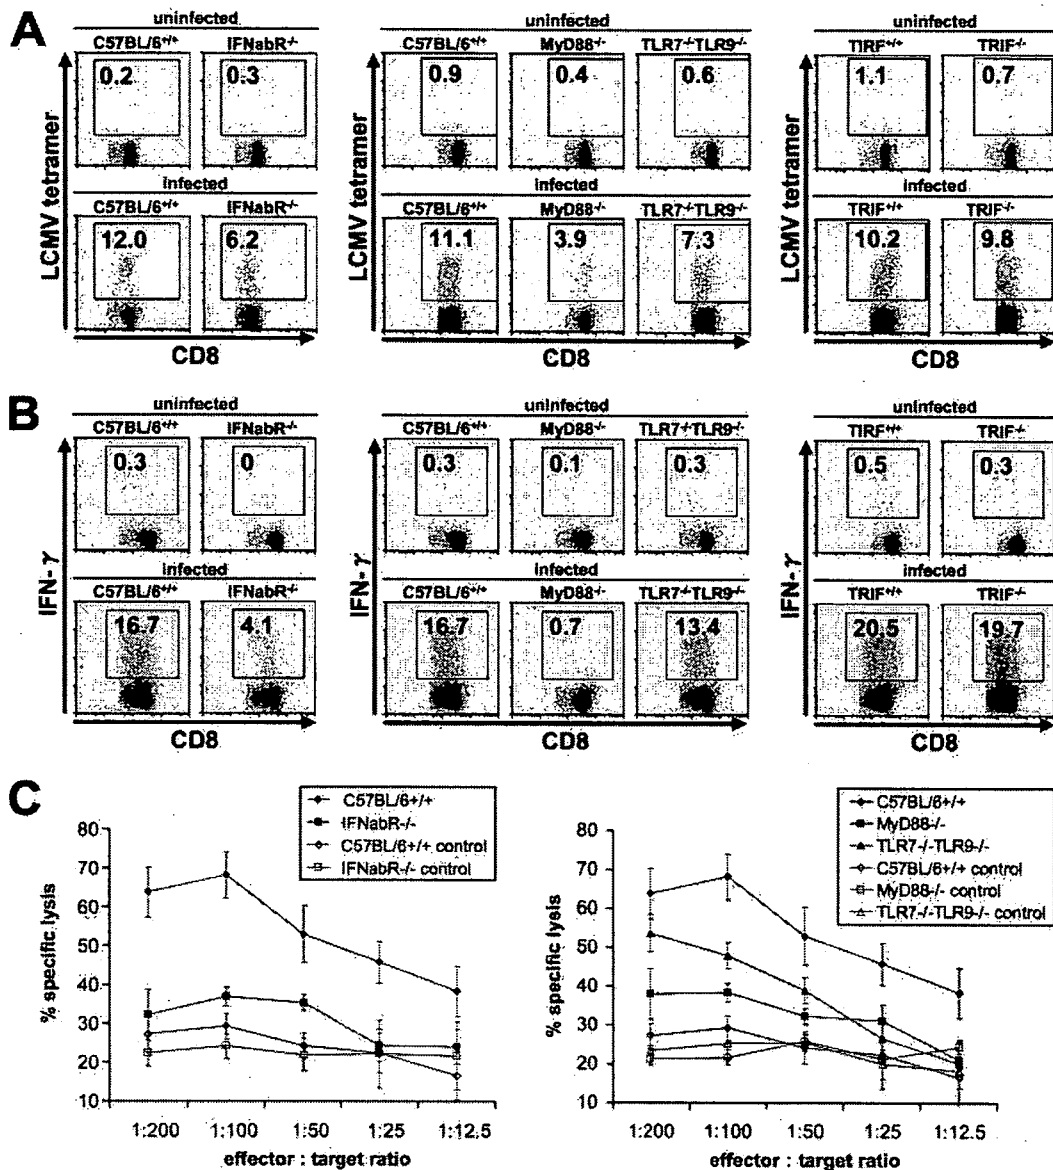 A
uninfected
C57BL/6+/+ IFNabR-/-
0.2 0.3
LCMV tetramer
infected
C57BL/6+/+ IFNabR-/-
12.0 6.2
CD8
uninfected
C57BL/6+/+ MyD88-/- TLR7-/-TLR9-/-
0.9 0.4 0.6
LCMV tetramer
infected
C57BL/6+/+ MyD88-/- TLR7-/-TLR9-/-
11.1 3.9 7.3
CD8
uninfected
TIRF+/+ TRIF-/-
1.1 0.7
LCMV tetramer
infected
TRIF+/+ TRIF-/-
10.2 9.8
CD8
B
uninfected
C57BL/6+/+ IFNabR-/-
0.3 0
IFN-γ
infected
C57BL/6+/+ IFNabR-/-
16.7 4.1
CD8
uninfected
C57BL/6+/+ MyD88-/- TLR7-/-TLR9-/-
0.3 0.1 0.3
IFN-γ
infected
C57BL/6+/+ MyD88-/- TLR7-/-TLR9-/-
16.7 0.7 13.4
CD8
uninfected
TIRF+/+ TRIF-/-
0.5 0.3
IFN-γ
infected
TRIF+/+ TRIF-/-
20.5 19.7
CD8
C
C57BL/6+/+
IFNabR-/-
C57BL/6+/+ control
IFNabR-/- control
% specific lysis
80
70
60
50
40
30
20
10
1:200 1:100 1:50 1:25 1:12.5
effector : target ratio
C57BL/6+/+
MyD88-/-
TLR7-/-TLR9-/-
C57BL/6+/+ control
MyD88-/- control
TLR7-/-TLR9-/- control
% specific lysis
80
70
60
50
40
30
20
10
1:200 1:100 1:50 1:25 1:12.5
effector : target ratio